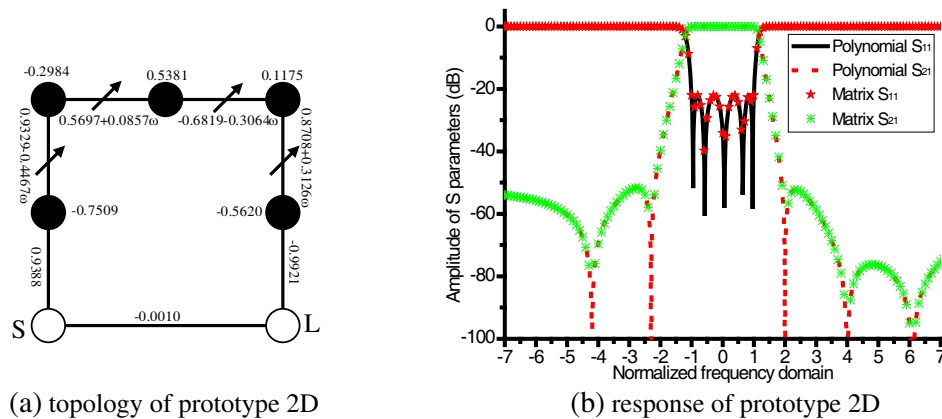 -0.2984
0.5381
0.1175
0.5697+0.0857ω
-0.6819-0.3064ω
0.9329-0.4467ω
0.8708+0.3126ω
-0.7509
-0.5620
0.9388
-0.9921
S
-0.0010
L
(a) topology of prototype 2D
Amplitude of S parameters (dB)
0
-20
-40
-60
-80
-100
Polynomial S11
Polynomial S21
Matrix S11
Matrix S21
-7 -6 -5 -4 -3 -2 -1 0 1 2 3 4 5 6 7
Normalized frequency domain
(b) response of prototype 2D